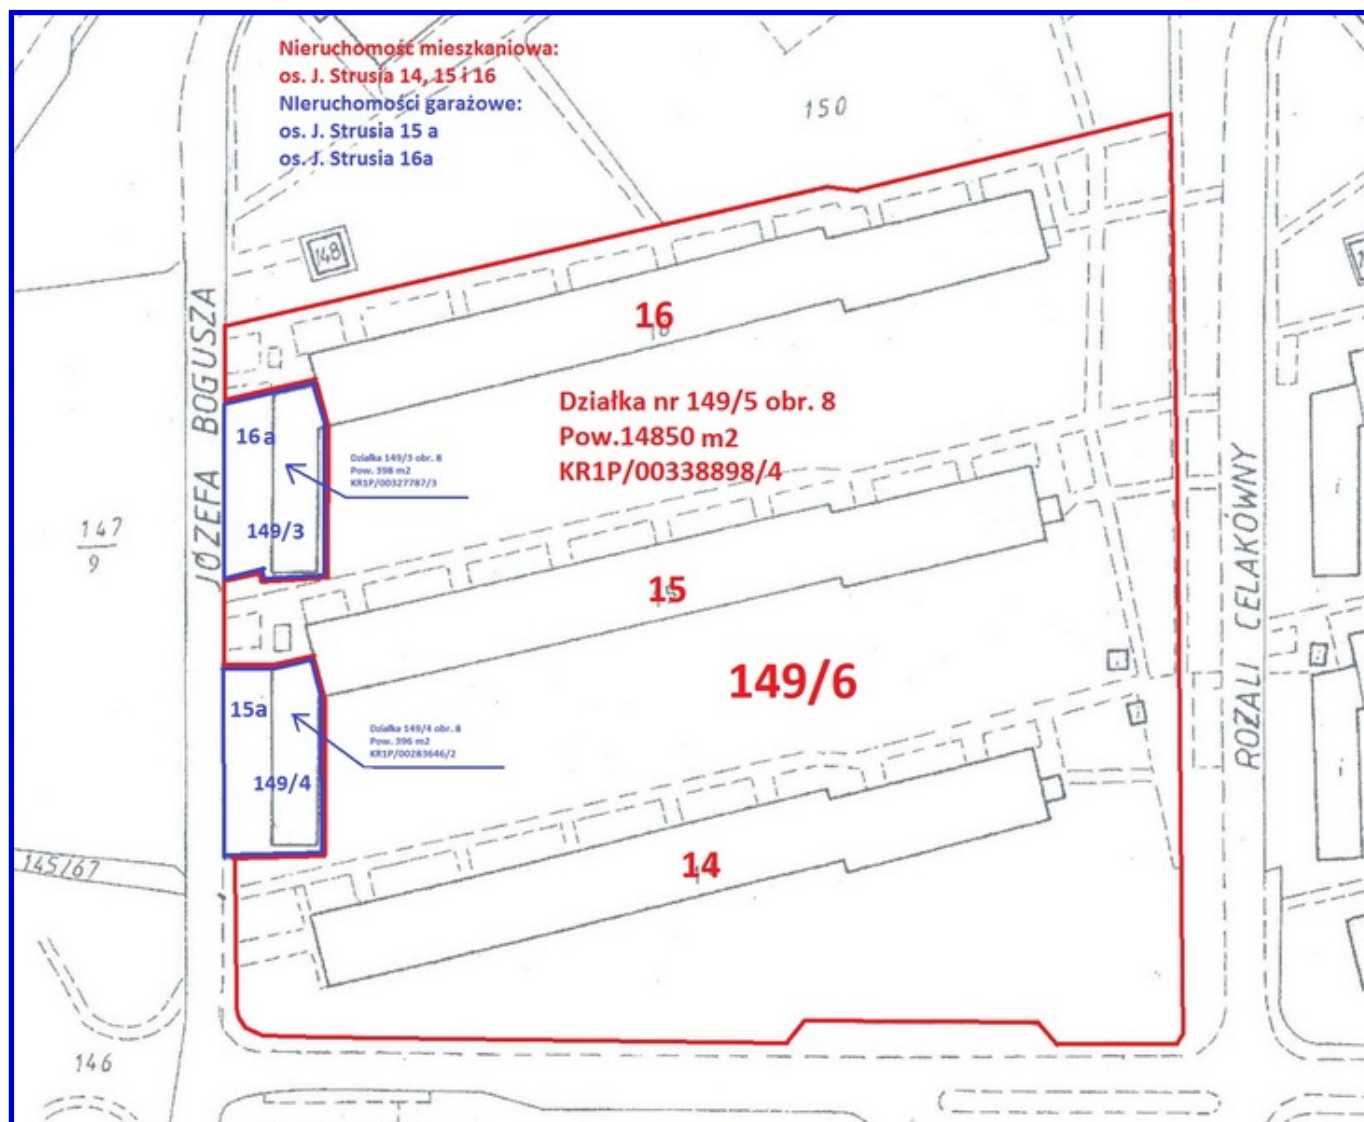 Nieruchomość mieszkaniowa:
os. J. Strusia 14, 15 i 16
NIeruchomości garażowe:
os. J. Strusia 15 a
os. J. Strusia 16a
150
148
JÓZEFA BOGUSZA
16
16
Działka nr 149/5 obr. 8
Pow.14850 m2
KR1P/00338898/4
16a
Działka 149/3 obr. 8
Pow. 398 m2
KR1P/00327787/3
149/3
147
9
ROZALI CELAKÓWNY
15
15
149/6
15a
Działka 149/4 obr. 8
Pow. 396 m2
KR1P/00283646/2
149/4
145/67
14
146